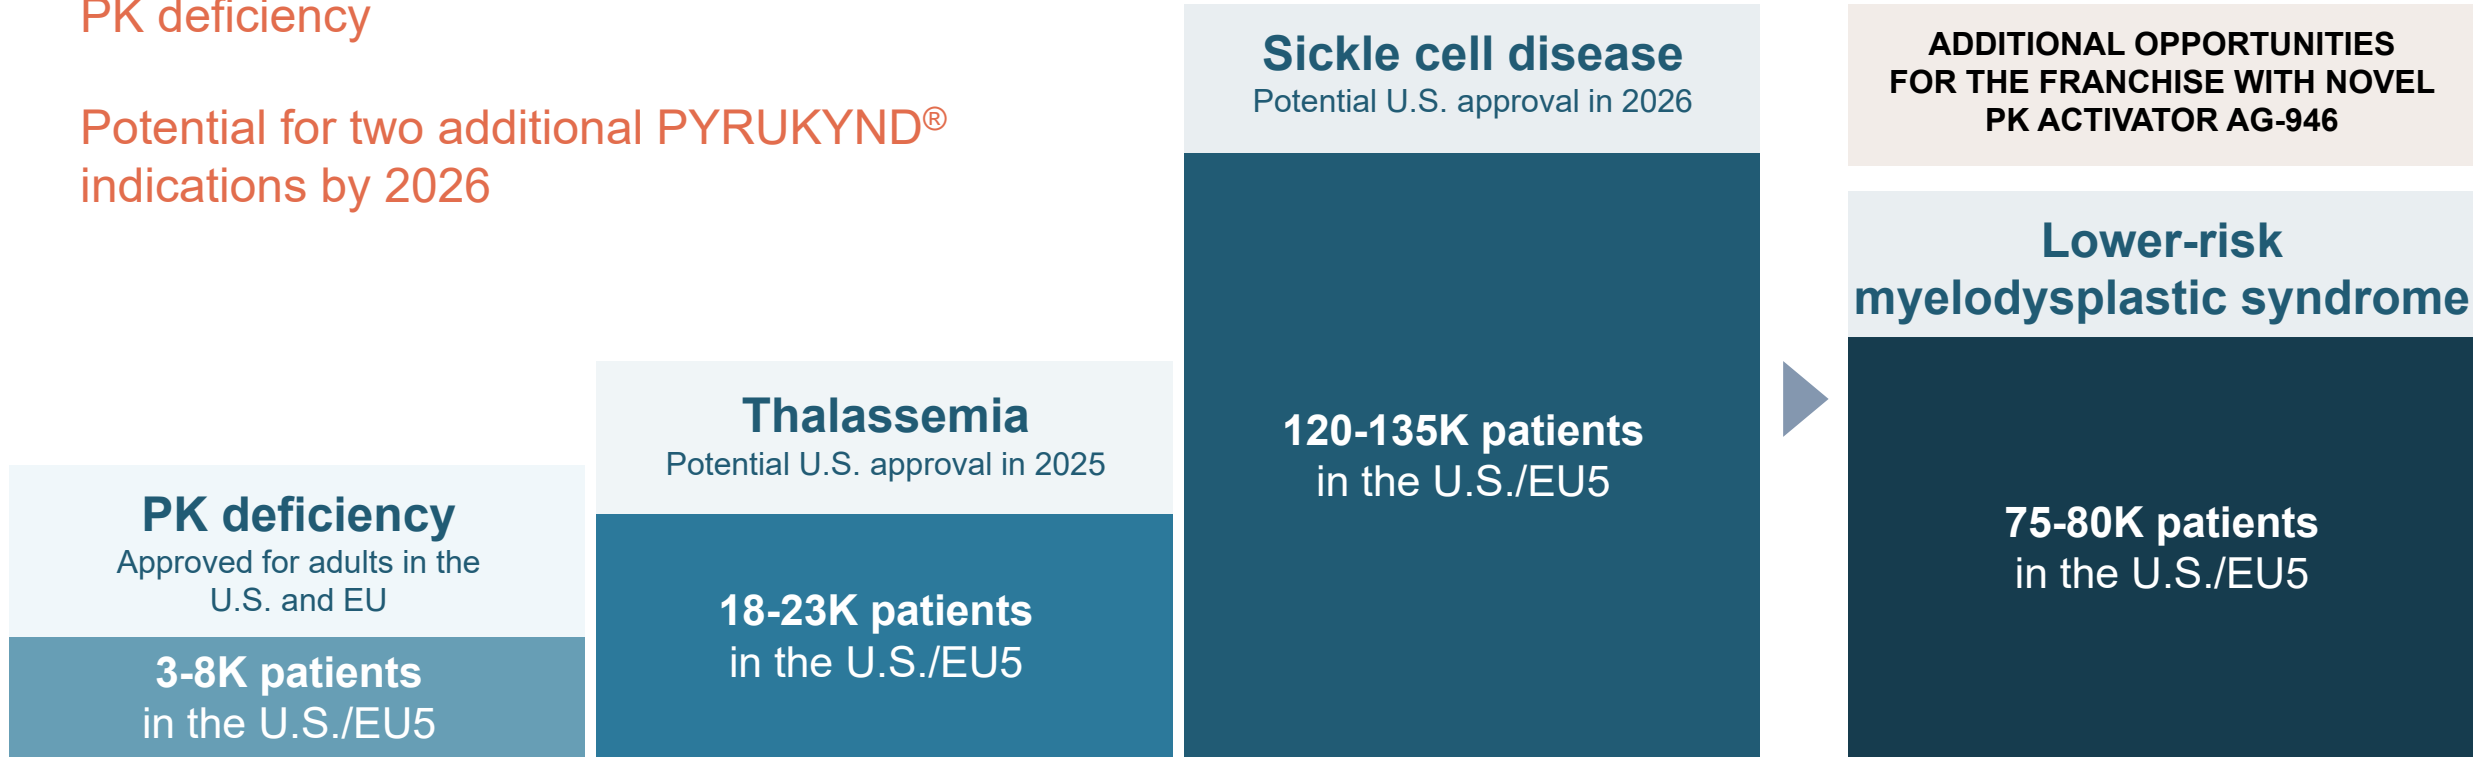 PK deficiency
Potential for two additional PYRUKYND®
indications by 2026
PK deficiency
Approved for adults in the
U.S. and EU
3-8K patients
in the U.S./EU5
Thalassemia
Potential U.S. approval in 2025
18-23K patients
in the U.S./EU5
Sickle cell disease
Potential U.S. approval in 2026
120-135K patients
in the U.S./EU5
ADDITIONAL OPPORTUNITIES
FOR THE FRANCHISE WITH NOVEL
PK ACTIVATOR AG-946
Lower-risk
myelodysplastic syndrome
75-80K patients
in the U.S./EU5